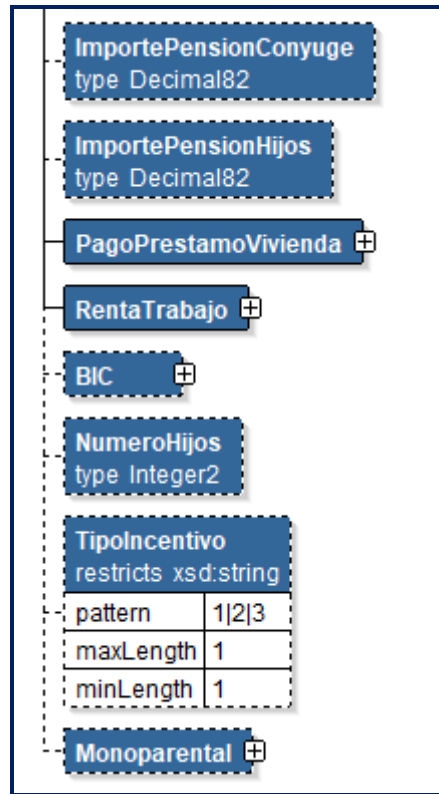 ImportePensionConyuge
type Decimal82
ImportePensionHijos
type Decimal82
PagoPrestamoVivienda
RentaTrabajo
BIC
NumeroHijos
type Integer2
TipoIncentivo
restricts xsd:string
pattern 1|2|3
maxLength 1
minLength 1
Monoparental